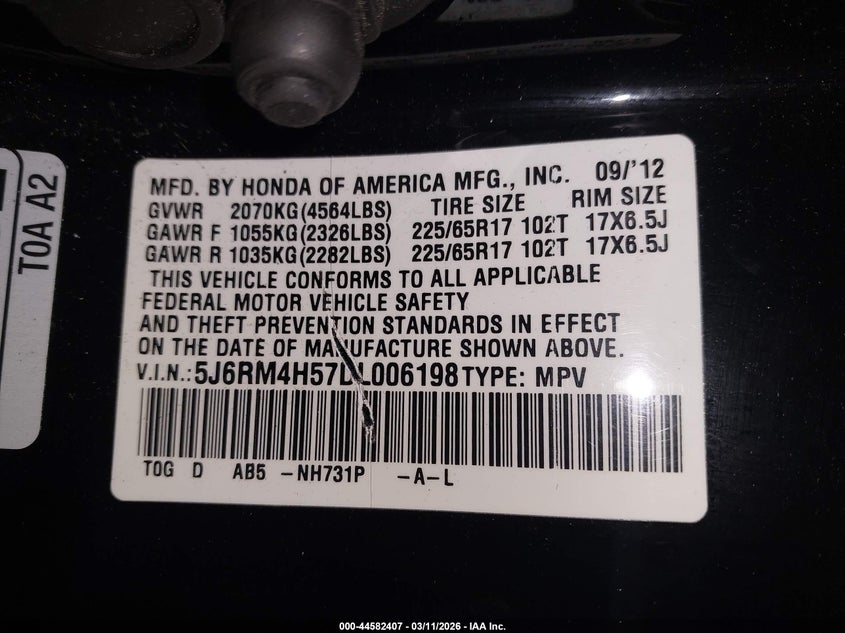 MFD. BY HONDA OF AMERICA MFG., INC. 09/'12
GVWR 2070KG(4564LBS) TIRE SIZE RIM SIZE
GAWR F 1055KG(2326LBS) 225/65R17 102T 17X6.5J
GAWR R 1035KG(2282LBS) 225/65R17 102T 17X6.5J
THIS VEHICLE CONFORMS TO ALL APPLICABLE
FEDERAL MOTOR VEHICLE SAFETY
AND THEFT PREVENTION STANDARDS IN EFFECT
ON THE DATE OF MANUFACTURE SHOWN ABOVE.
V.I.N.: 5J6RM4H57DL006198 TYPE: MPV
T0G D AB5 -NH731P -A-L
T0A A2
000-44582407 - 03/11/2026 - IAA Inc.